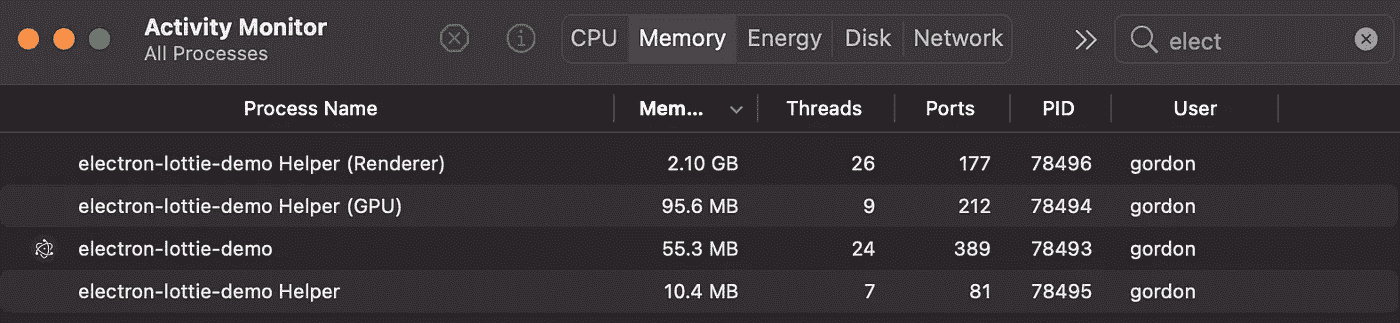 Activity Monitor
All Processes
CPU Memory Energy Disk Network
elect
Process Name Mem... Threads Ports PID User
electron-lottie-demo Helper (Renderer) 2.10 GB 26 177 78496 gordon
electron-lottie-demo Helper (GPU) 95.6 MB 9 212 78494 gordon
electron-lottie-demo 55.3 MB 24 389 78493 gordon
electron-lottie-demo Helper 10.4 MB 7 81 78495 gordon